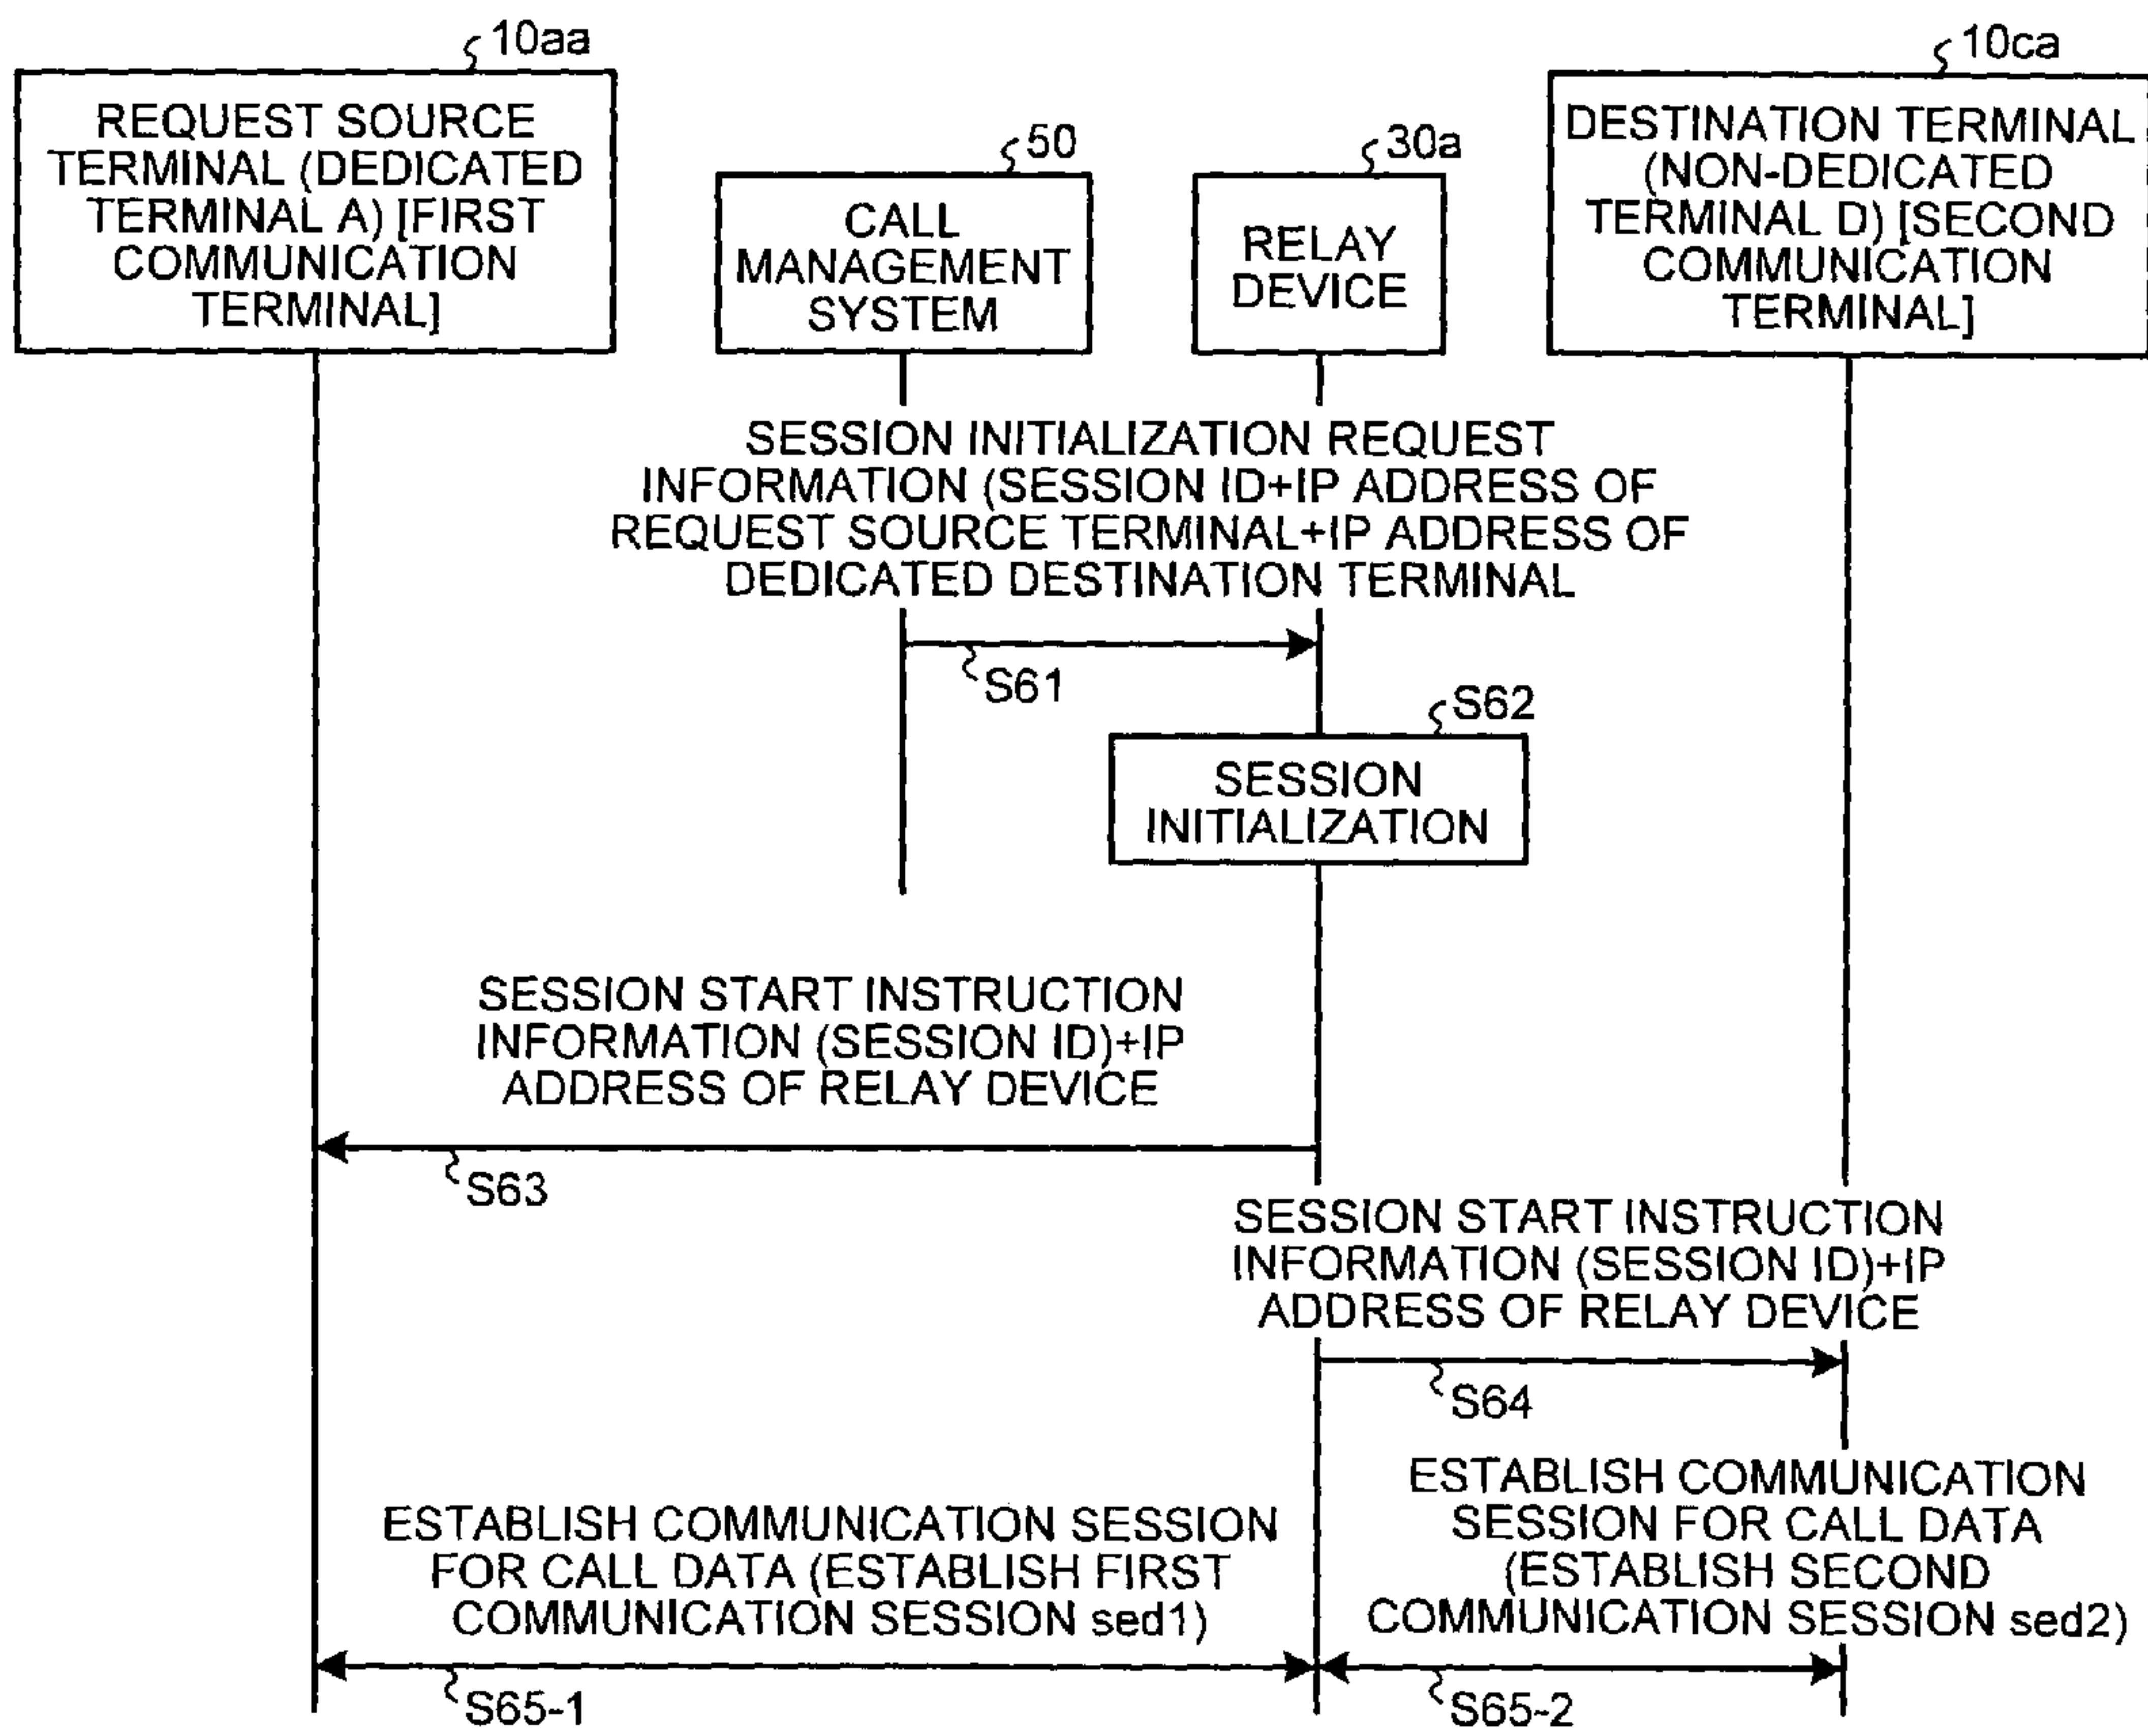 10aa
REQUEST SOURCE
TERMINAL (DEDICATED
TERMINAL A) [FIRST
COMMUNICATION
TERMINAL]
50
CALL
MANAGEMENT
SYSTEM
30a
RELAY
DEVICE
10ca
DESTINATION TERMINAL
(NON-DEDICATED
TERMINAL D) [SECOND
COMMUNICATION
TERMINAL]
SESSION INITIALIZATION REQUEST
INFORMATION (SESSION ID+IP ADDRESS OF
REQUEST SOURCE TERMINAL+IP ADDRESS OF
DEDICATED DESTINATION TERMINAL
S61
S62
SESSION
INITIALIZATION
SESSION START INSTRUCTION
INFORMATION (SESSION ID)+IP
ADDRESS OF RELAY DEVICE
S63
SESSION START INSTRUCTION
INFORMATION (SESSION ID)+IP
ADDRESS OF RELAY DEVICE
S64
ESTABLISH COMMUNICATION SESSION
FOR CALL DATA (ESTABLISH FIRST
COMMUNICATION SESSION sed1)
S65-1
ESTABLISH COMMUNICATION
SESSION FOR CALL DATA
(ESTABLISH SECOND
COMMUNICATION SESSION sed2)
S65-2